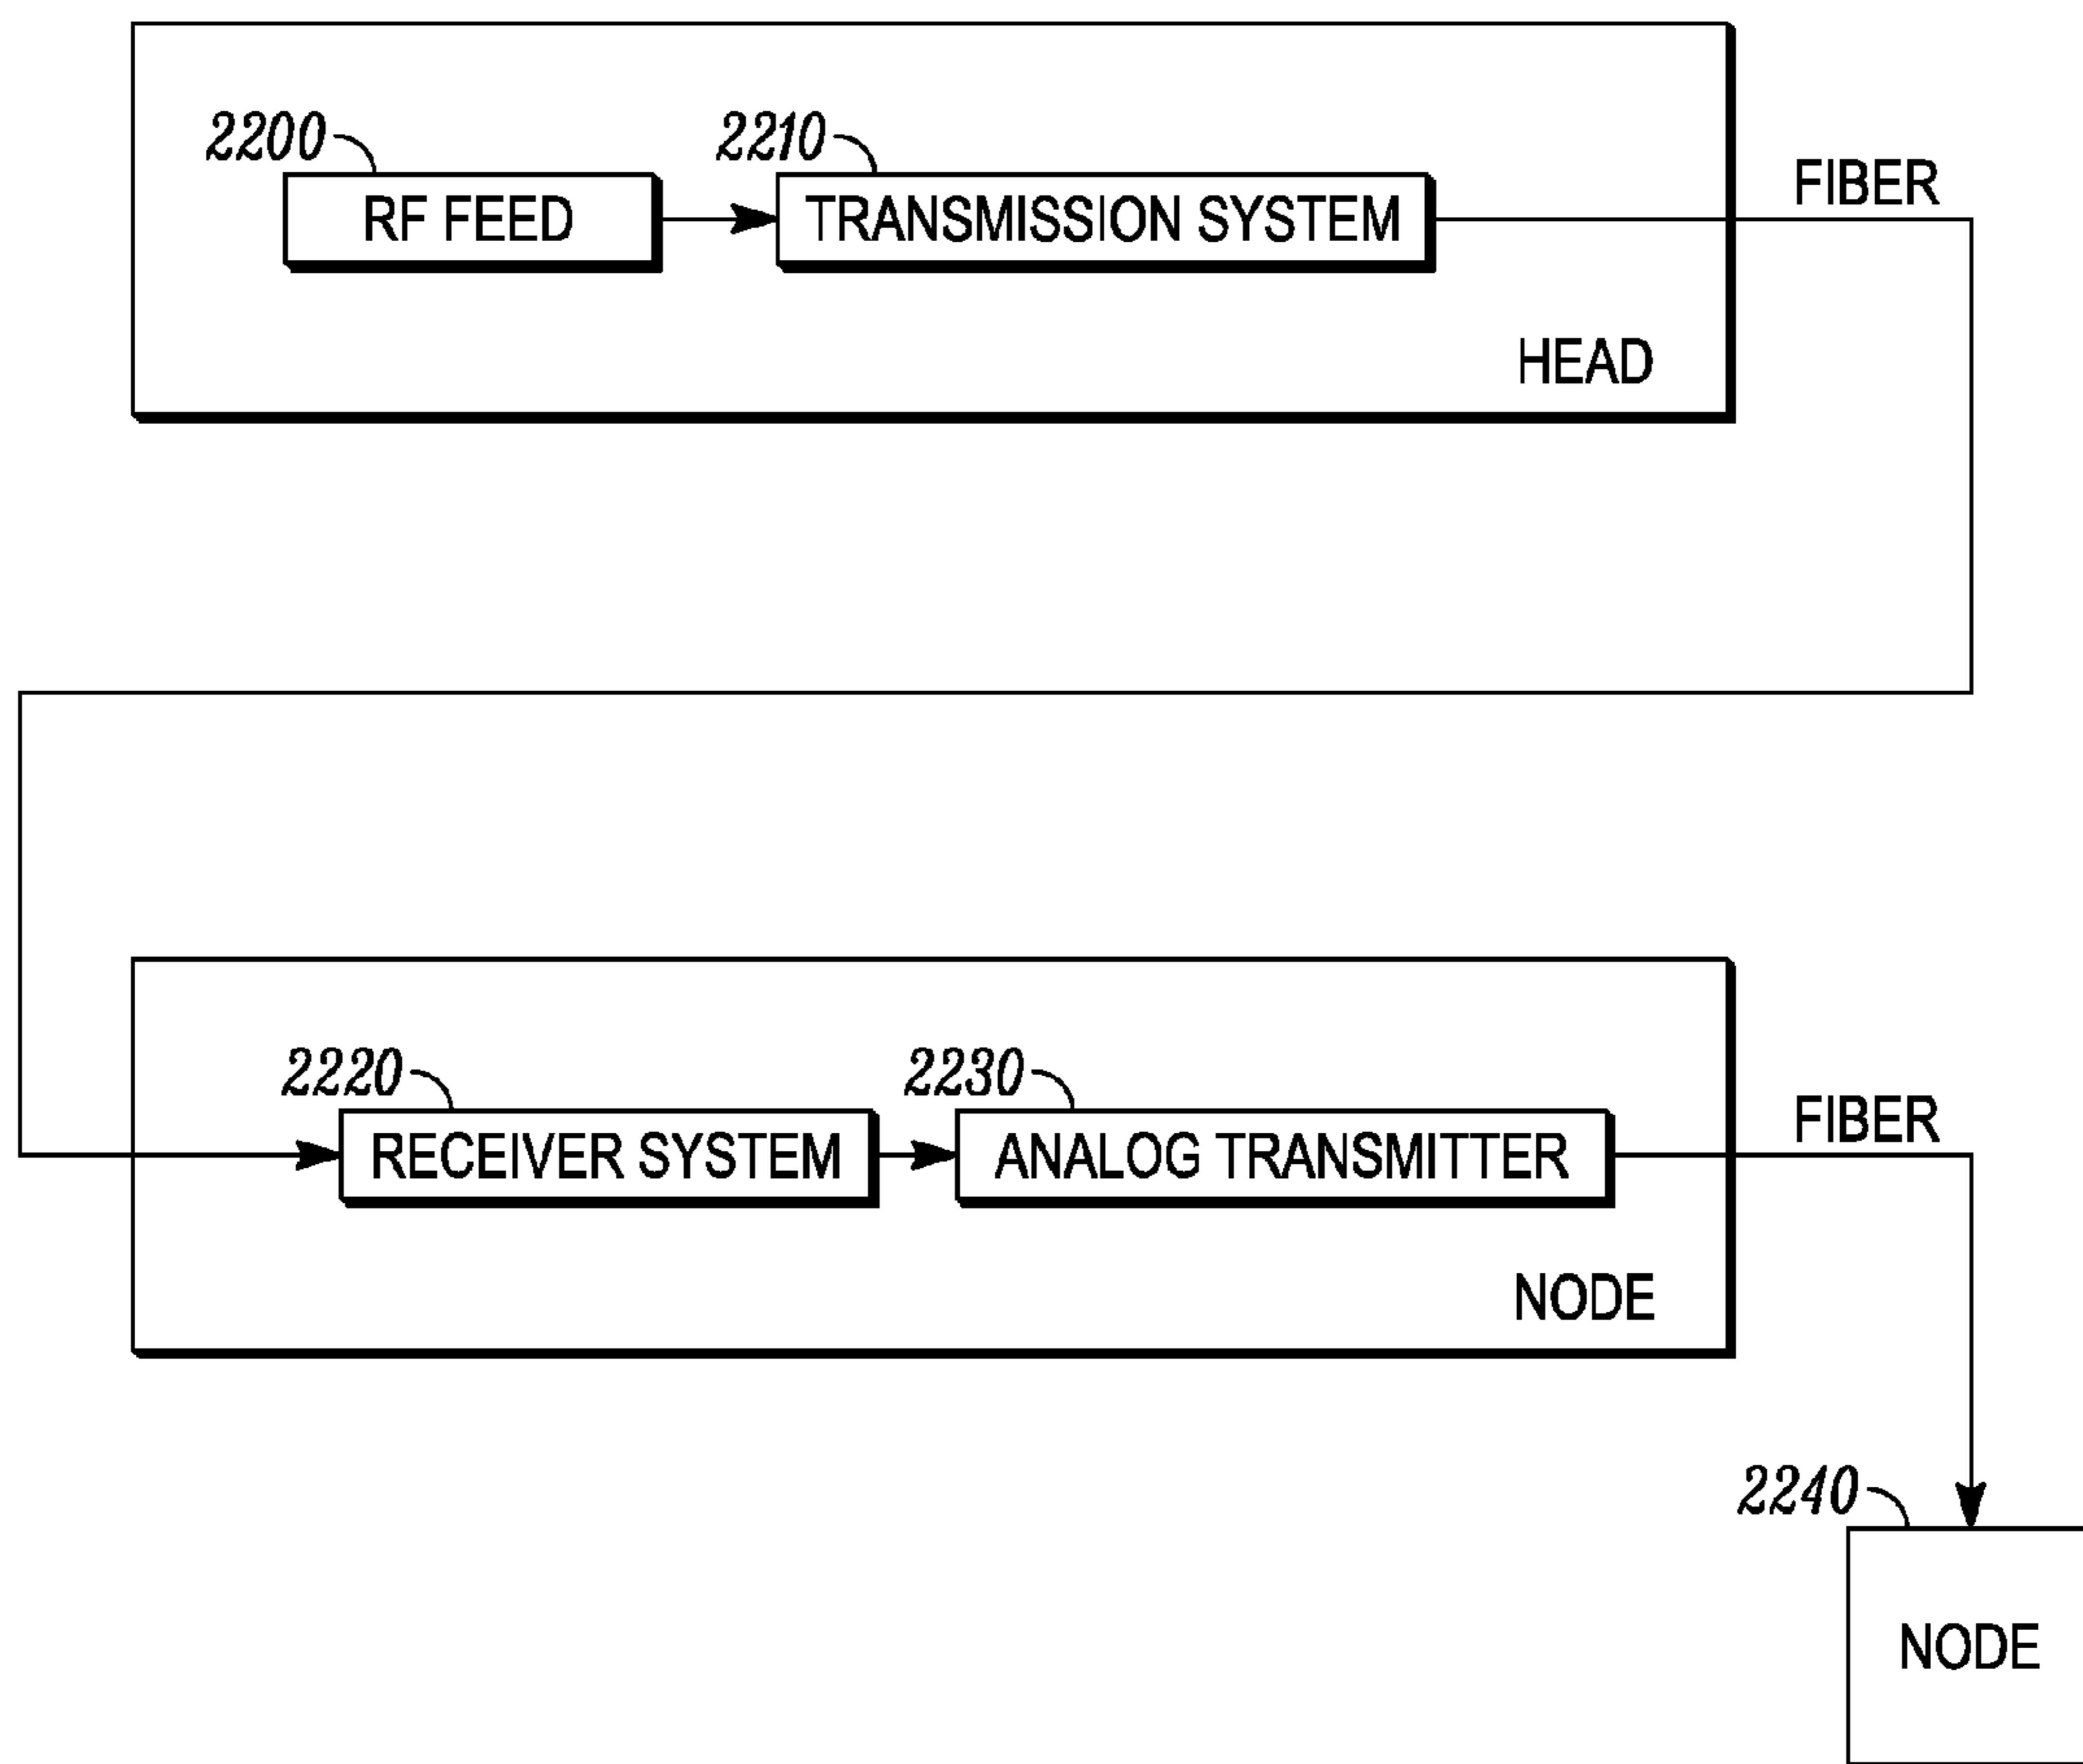 2200
2210
RF FEED
TRANSMISSION SYSTEM
FIBER
HEAD
2220
2230
RECEIVER SYSTEM
ANALOG TRANSMITTER
FIBER
NODE
2240
NODE